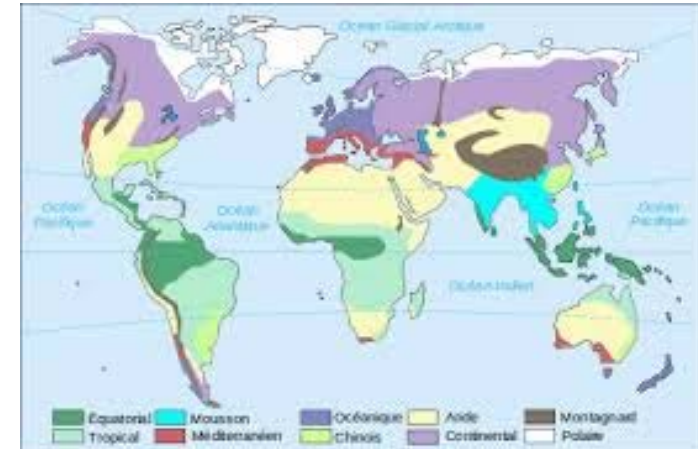 Océan Glacial Arctique
Océan
Pacifique
Océan
Atlantique
Océan
Pacifique
Océan Indien
Equatorial
Mousson
Océanique
Aride
Montagnard
Tropical
Méditerranéen
Chinois
Continental
Polaire